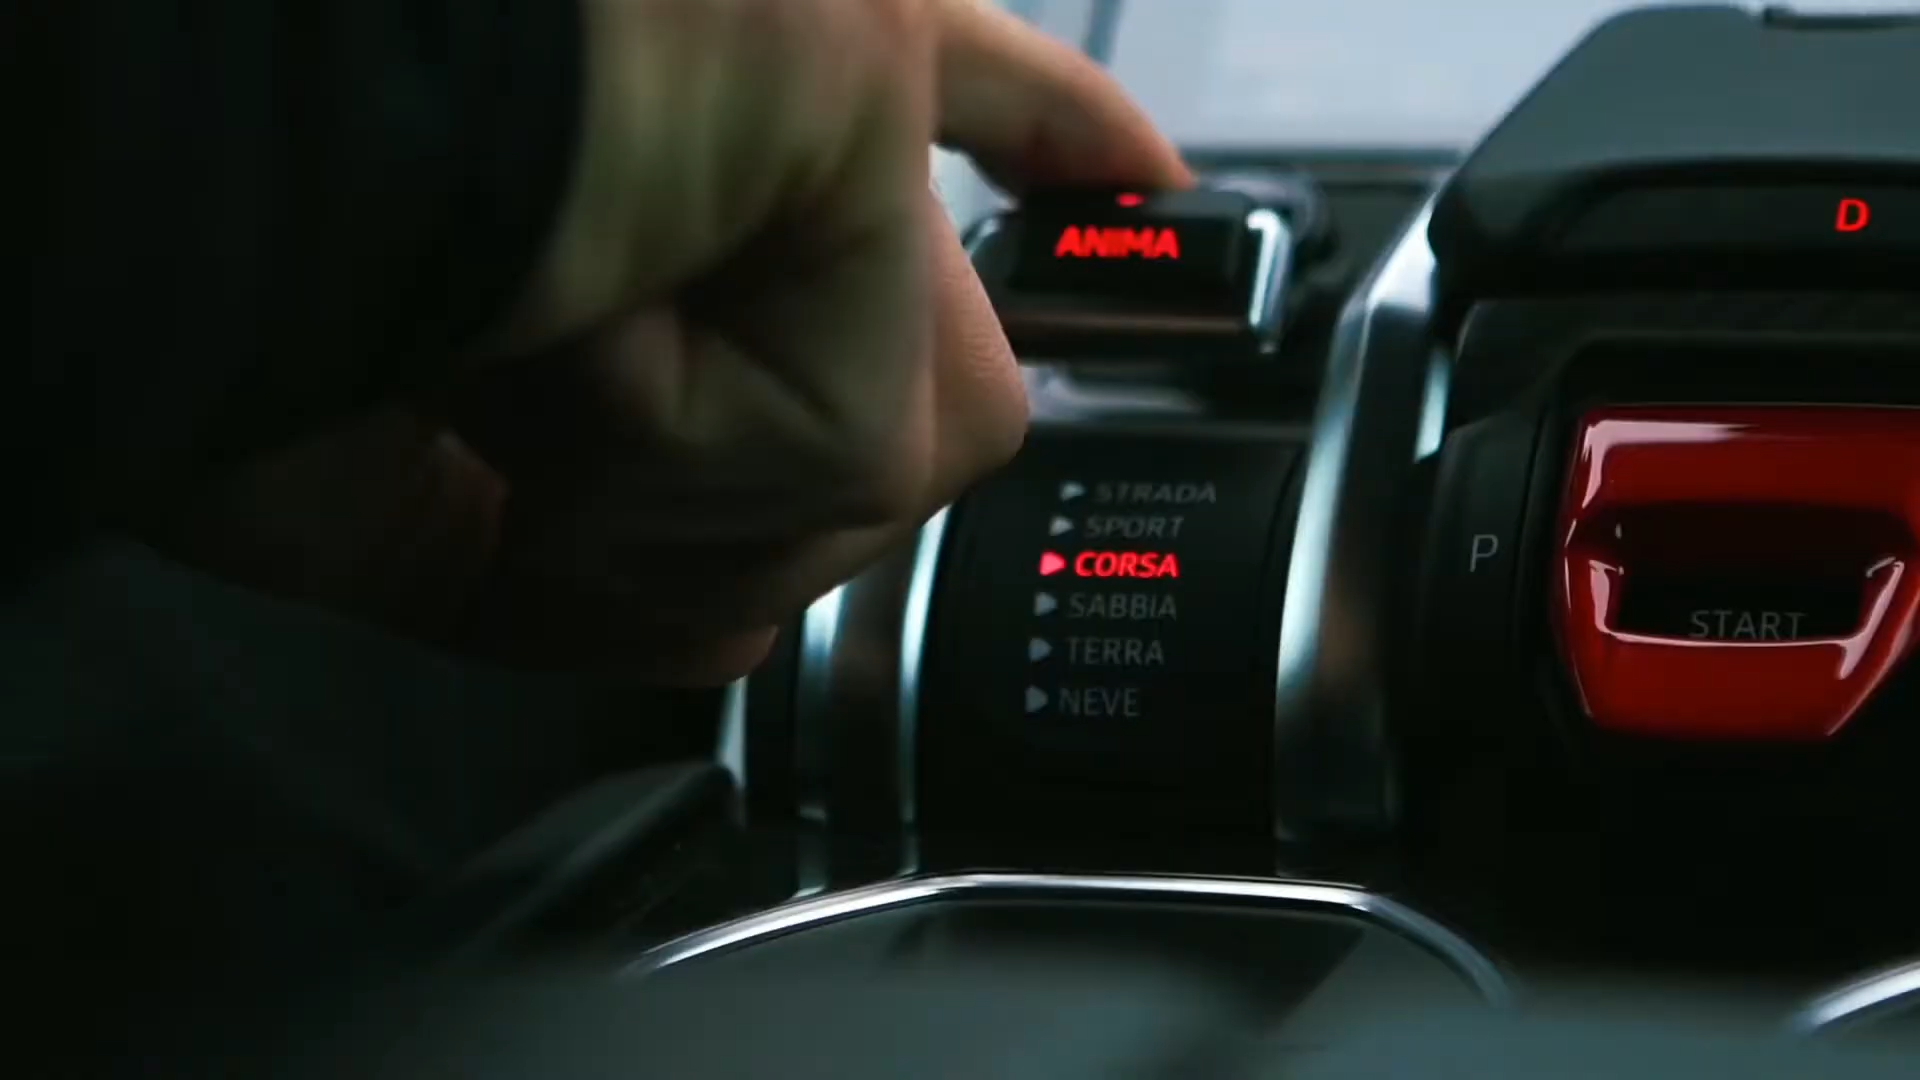 ANIMA
D
STRADA
SPORT
CORSA
SABBIA
TERRA
NEVE
P
START